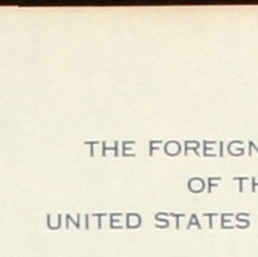 THE FOREIGN
OF TH
UNITED STATES